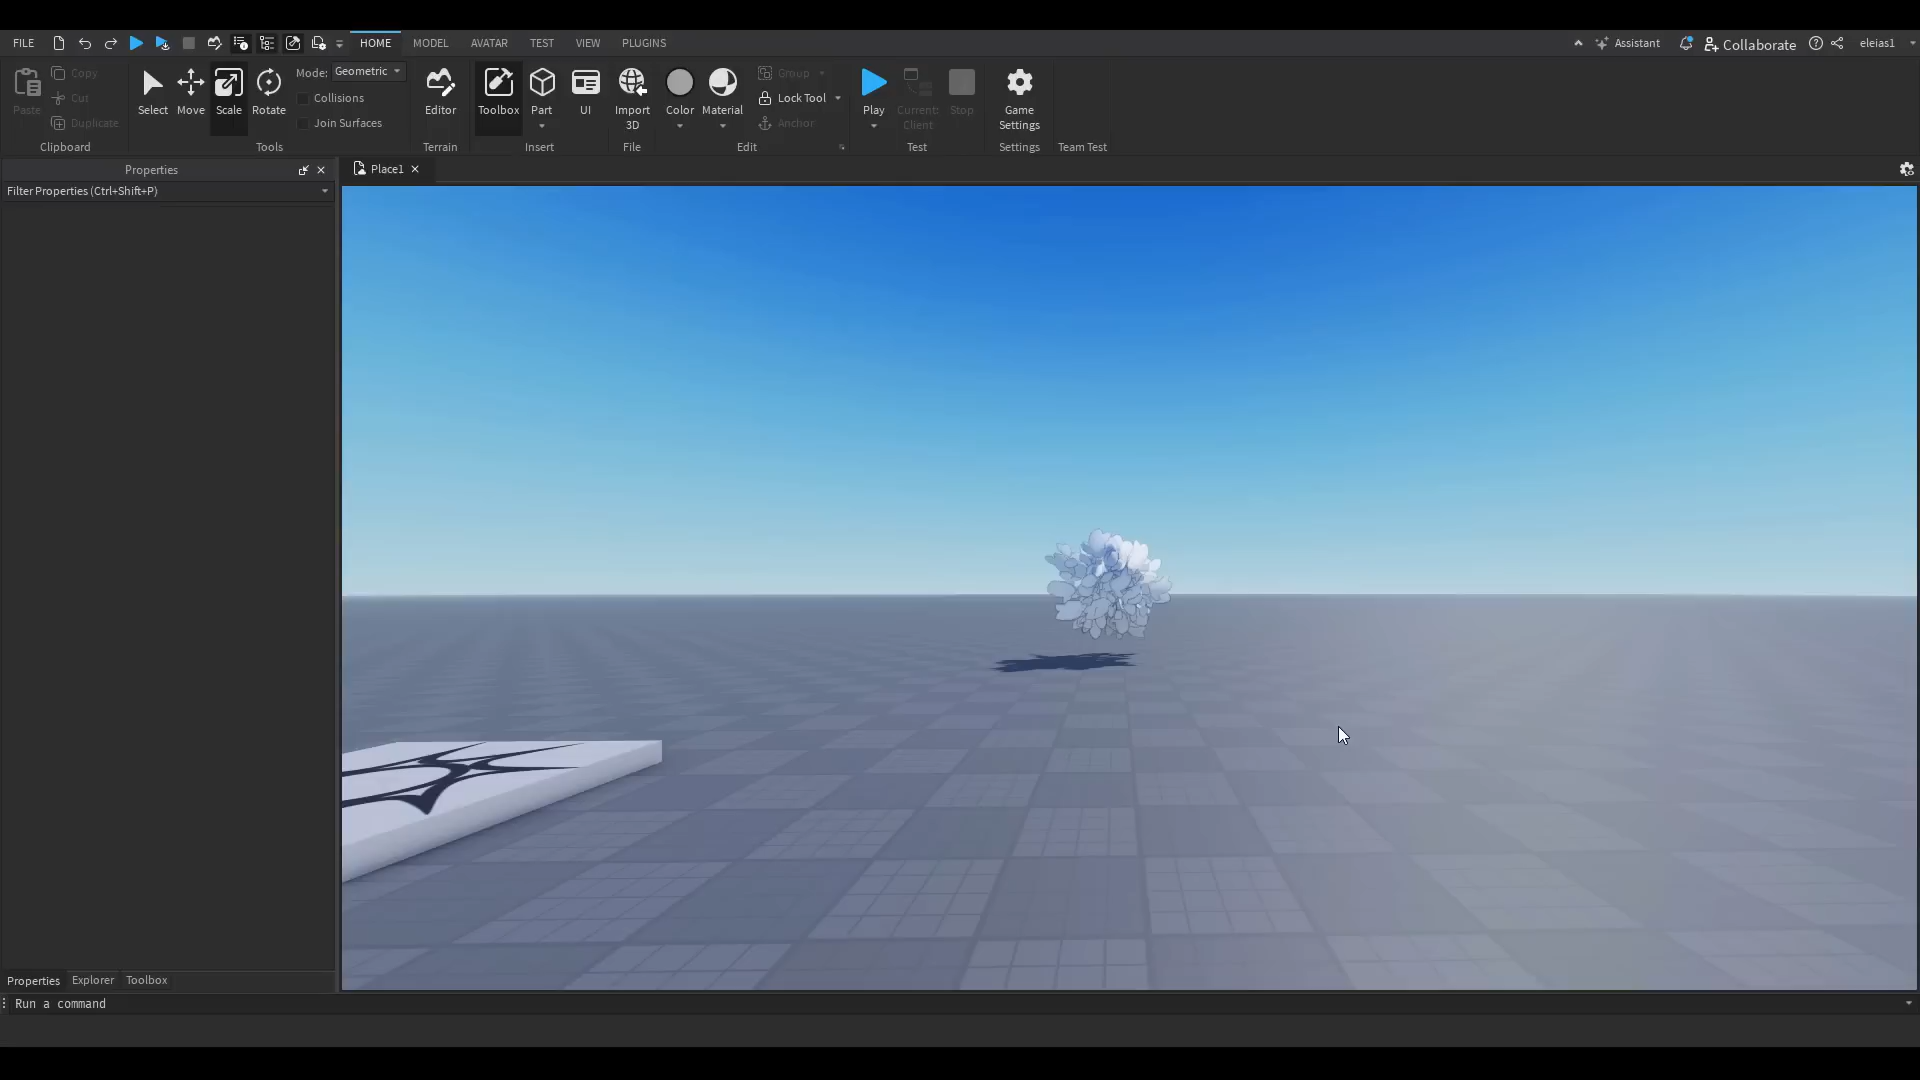 FILE HOME MODEL AVATAR TEST VIEW PLUGINS Assistant Collaborate eleias1
Paste Copy Cut Duplicate Clipboard
Select Move Scale Rotate Mode: Geometric Collisions Join Surfaces Tools
Editor Terrain
Toolbox Part UI Insert
Import 3D File
Color Material Group Lock Tool Anchor Edit
Play Current: Client Stop Test
Game Settings Settings
Team Test
Properties
Filter Properties (Ctrl+Shift+P)
Place1
Properties Explorer Toolbox
Run a command